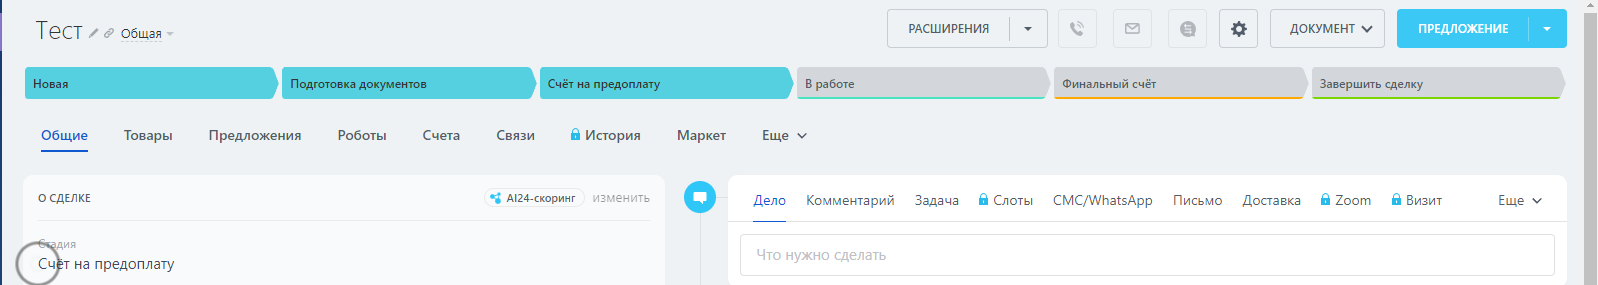 Тест Общая РАСШИРЕНИЯ ДОКУМЕНТ ПРЕДЛОЖЕНИЕ
Новая Подготовка документов Счёт на предоплату В работе Финальный счёт Завершить сделку
Общие Товары Предложения Роботы Счета Связи История Маркет Еще
О СДЕЛКЕ AI24-скоринг изменить
Стадия
Счёт на предоплату
Дело Комментарий Задача Слоты СМС/WhatsApp Письмо Доставка Zoom Визит Еще
Что нужно сделать